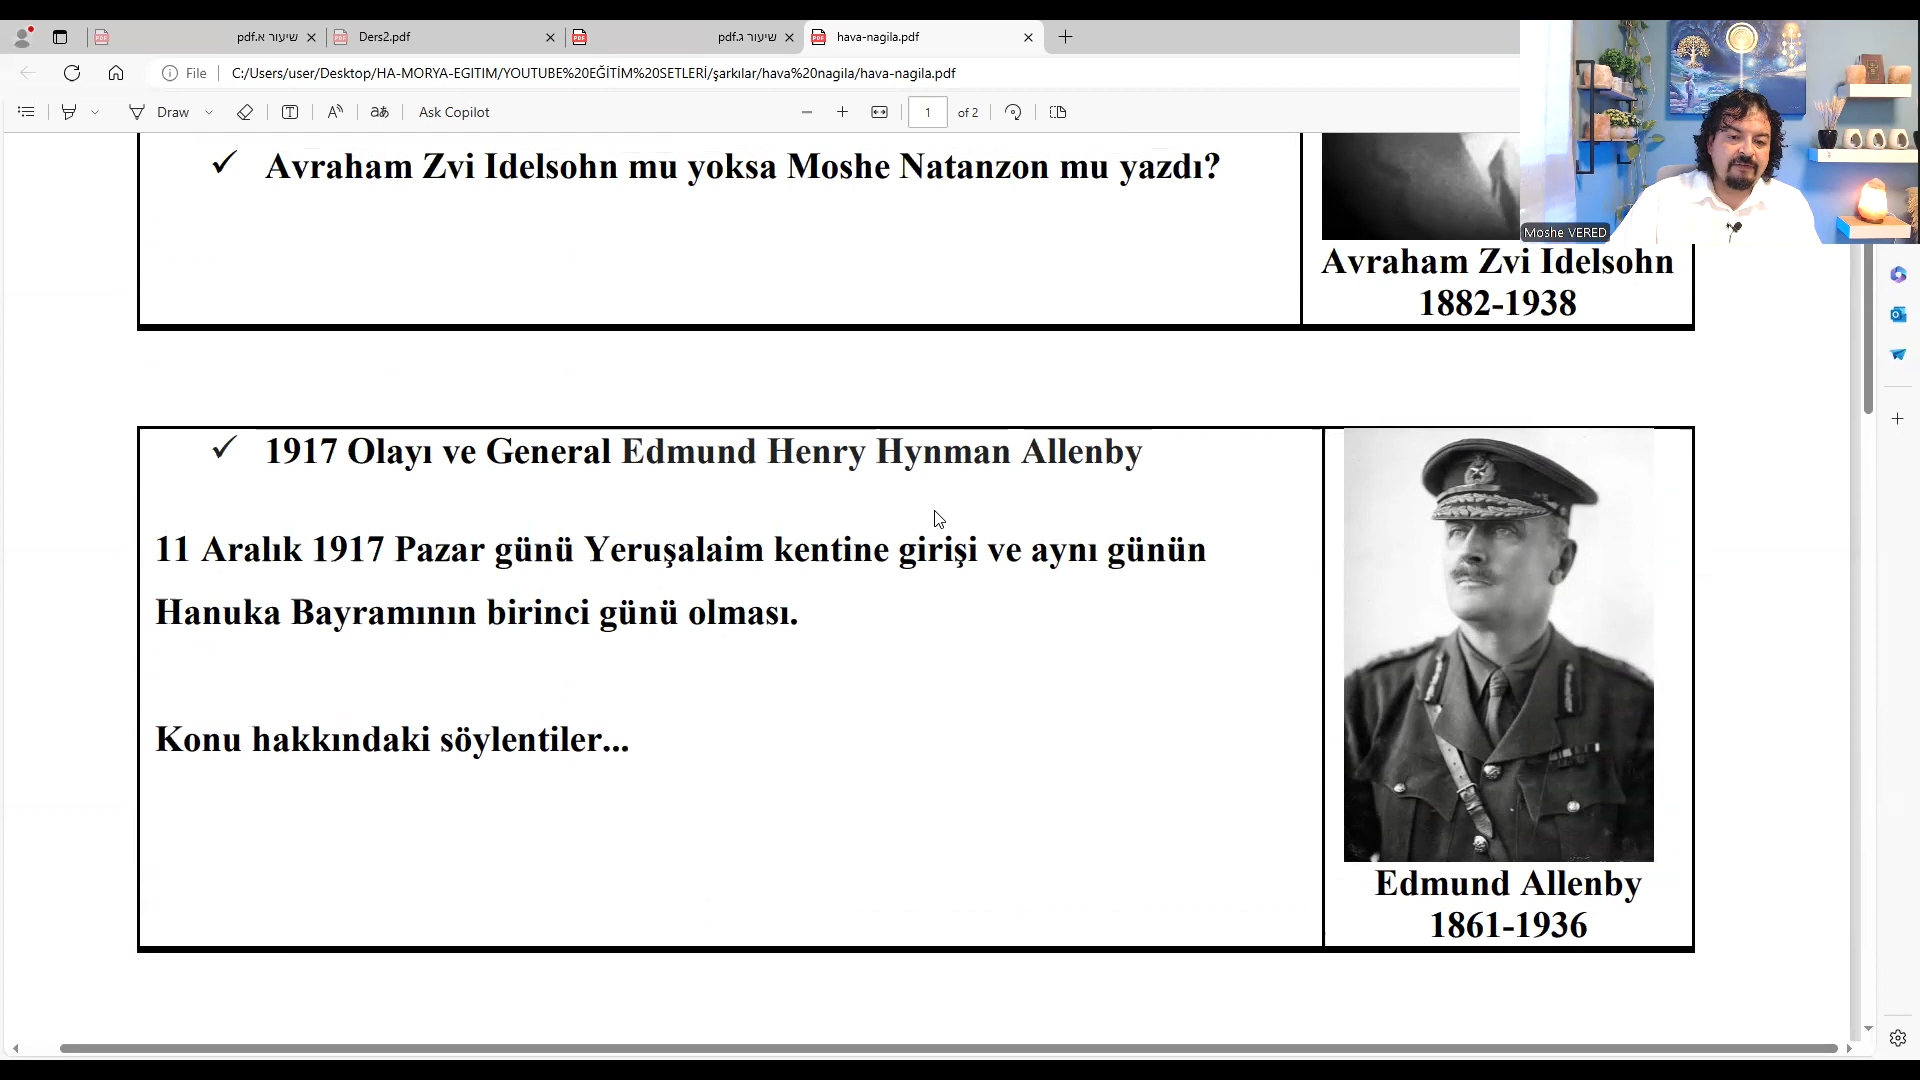 שיעור א.pdf
Ders2.pdf
שיעור ג.pdf
hava-nagila.pdf
File
C:/Users/user/Desktop/HA-MORYA-EGITIM/YOUTUBE%20EĞİTİM%20SETLERİ/şarkılar/hava%20nagila/hava-nagila.pdf
Draw
Ask Copilot
1 of 2
Moshe VERED
✓ Avraham Zvi Idelsohn mu yoksa Moshe Natanzon mu yazdı?
Avraham Zvi Idelsohn
1882-1938
✓ 1917 Olayı ve General Edmund Henry Hynman Allenby
11 Aralık 1917 Pazar günü Yeruşalaim kentine girişi ve aynı günün
Hanuka Bayramının birinci günü olması.
Konu hakkındaki söylentiler...
Edmund Allenby
1861-1936